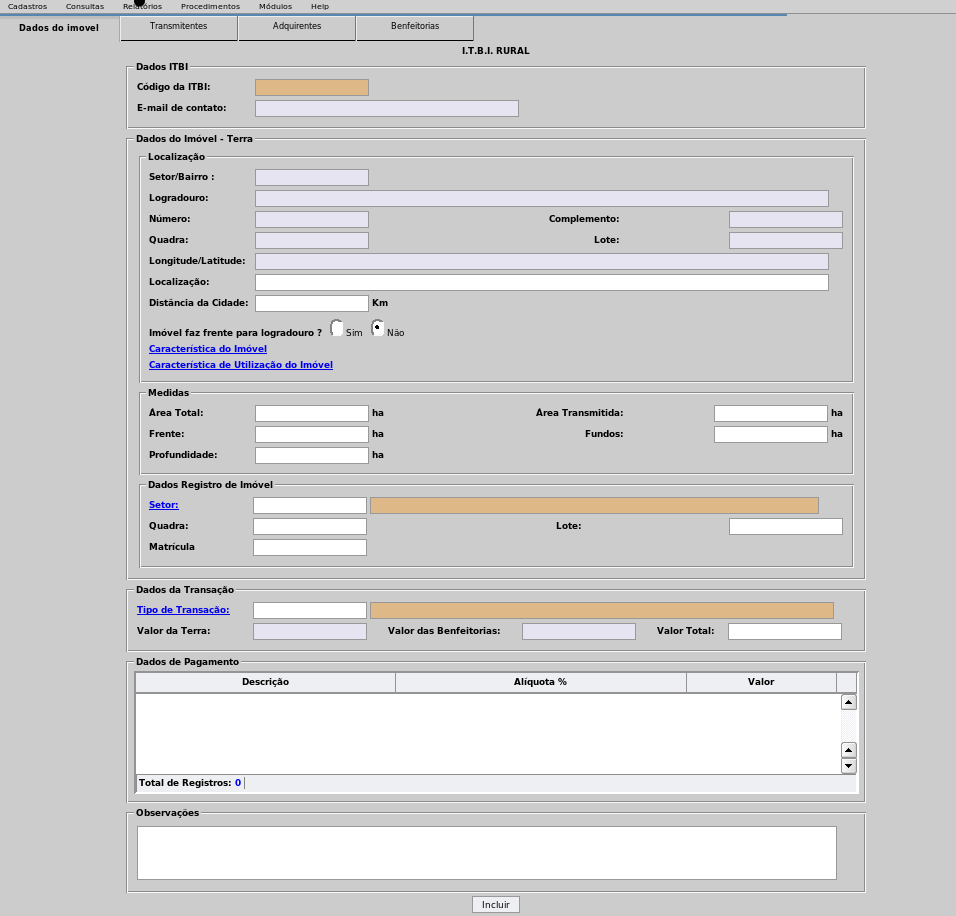 Cadastros Consultas Relatórios Procedimentos Módulos Help
Dados do imovel Transmitentes Adquirentes Benfeitorias
I.T.B.I. RURAL
Dados ITBI
Código da ITBI:
E-mail de contato:
Dados do Imóvel - Terra
Localização
Setor/Bairro :
Logradouro:
Número: Complemento:
Quadra: Lote:
Longitude/Latitude:
Localização:
Distância da Cidade: Km
Imóvel faz frente para logradouro ? Sim Não
Característica do Imóvel
Característica de Utilização do Imóvel
Medidas
Área Total: ha Área Transmitida: ha
Frente: ha Fundos: ha
Profundidade: ha
Dados Registro de Imóvel
Setor:
Quadra: Lote:
Matrícula
Dados da Transação
Tipo de Transação:
Valor da Terra: Valor das Benfeitorias: Valor Total:
Dados de Pagamento
Descrição Alíquota % Valor
Total de Registros: 0
Observações
Incluir